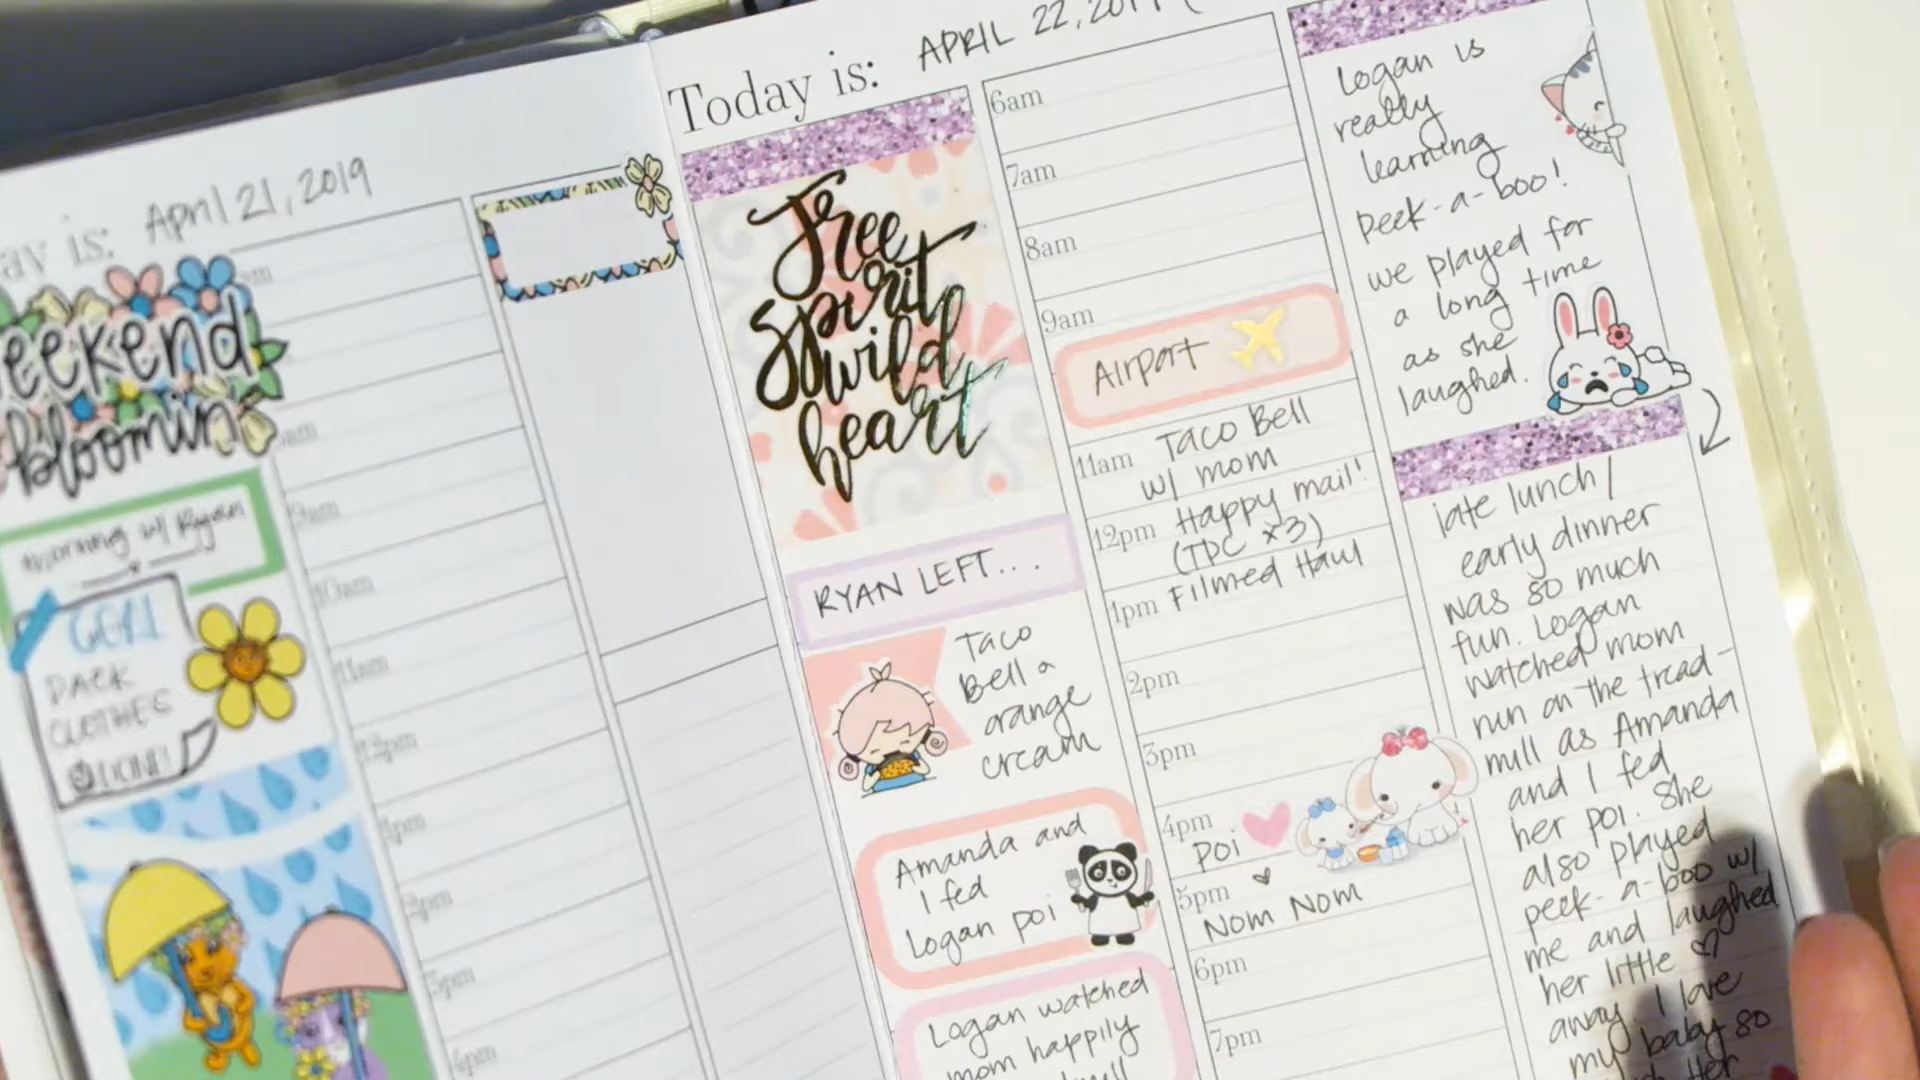 April 21, 2019
is:
bloomin
morning w/ Ryan
CLOTHES
9am
10am
11am
12pm
1pm
2pm
3pm
4pm
Today is: APRIL 22, 2019
Free
spirit
wild
heart
RYAN LEFT...
Taco
Bell a
orange
cream
Amanda and
I fed
Logan poi
Logan watched
mom happily
6am
7am
8am
9am
Airport
11am Taco Bell
w/ mom
12pm Happy mail!
(TPC x3)
1pm Filmed Haul
2pm
3pm
4pm
Poi
5pm
Nom Nom
6pm
7pm
Logan is
really
learning
peek-a-boo!
we played for
a long time
as she
laughed.
late lunch/
early dinner
was so much
fun. Logan
watched mom
run on the tread-
mill as Amanda
and I fed
her poi. She
also played
peek-a-boo w/
me and laughed
her little ♡
away. I love
my baby so
her